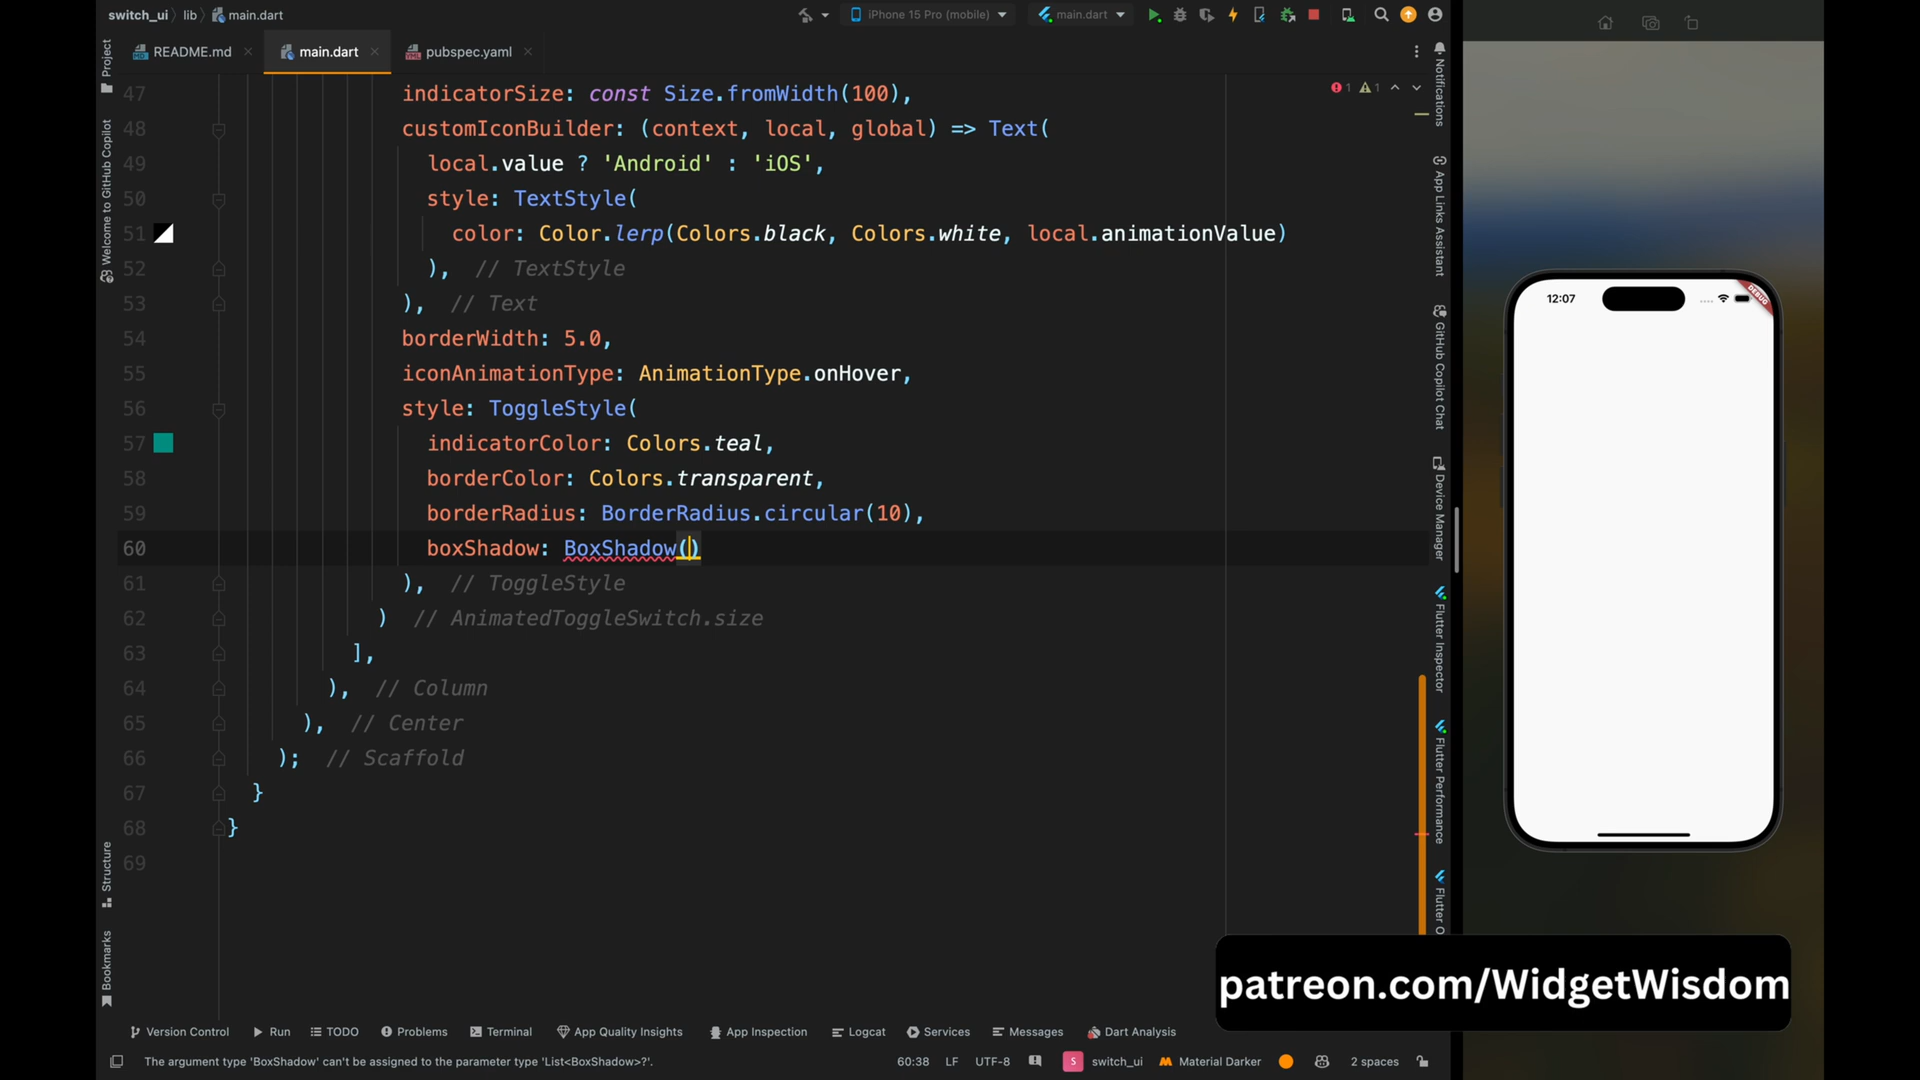 switch_ui lib main.dart
iPhone 15 Pro (mobile) main.dart
README.md main.dart pubspec.yaml
Project
Welcome to GitHub Copilot
Structure
Bookmarks
47 indicatorSize: const Size.fromWidth(100),
48 customIconBuilder: (context, local, global) => Text(
49 local.value ? 'Android' : 'iOS',
50 style: TextStyle(
51 color: Color.lerp(Colors.black, Colors.white, local.animationValue)
52 ), // TextStyle
53 ), // Text
54 borderWidth: 5.0,
55 iconAnimationType: AnimationType.onHover,
56 style: ToggleStyle(
57 indicatorColor: Colors.teal,
58 borderColor: Colors.transparent,
59 borderRadius: BorderRadius.circular(10),
60 boxShadow: BoxShadow()
61 ), // ToggleStyle
62 ) // AnimatedToggleSwitch.size
63 ],
64 ), // Column
65 ), // Center
66 ); // Scaffold
67 }
68 }
69
1 1
Notifications
App Links Assistant
GitHub Copilot Chat
Device Manager
Flutter Inspector
Flutter Performance
Flutter O
12:07
DEBUG
patreon.com/WidgetWisdom
Version Control Run TODO Problems Terminal App Quality Insights App Inspection Logcat Services Messages Dart Analysis
The argument type 'BoxShadow' can't be assigned to the parameter type 'List<BoxShadow>?'. 60:38 LF UTF-8 S switch_ui Material Darker 2 spaces